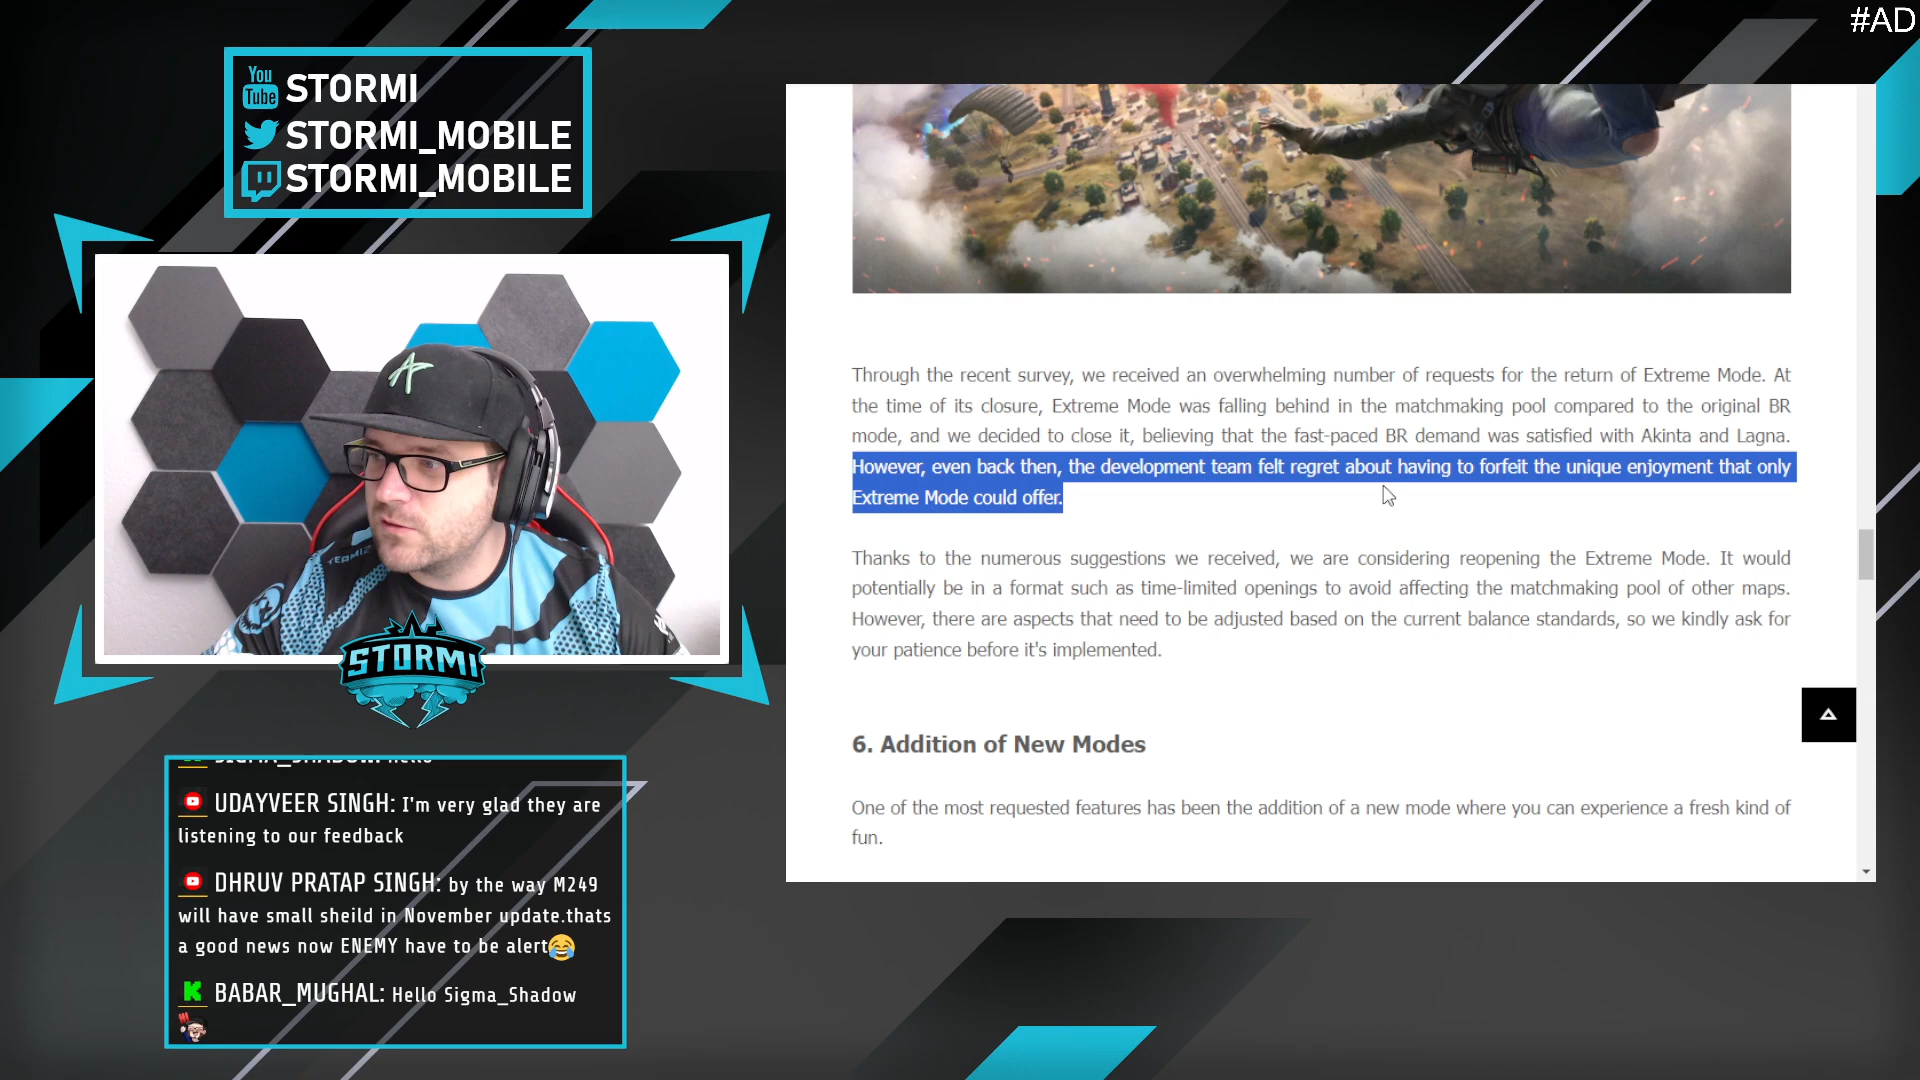 #AD
You
Tube STORMI
STORMI_MOBILE
STORMI_MOBILE
STORMI
SIGMA_SHADOW: Hello
UDAYVEER SINGH: I'm very glad they are
listening to our feedback
DHRUV PRATAP SINGH: by the way M249
will have small sheild in November update.thats
a good news now ENEMY have to be alert😂
BABAR_MUGHAL: Hello Sigma_Shadow
Through the recent survey, we received an overwhelming number of requests for the return of Extreme Mode. At
the time of its closure, Extreme Mode was falling behind in the matchmaking pool compared to the original BR
mode, and we decided to close it, believing that the fast-paced BR demand was satisfied with Akinta and Lagna.
However, even back then, the development team felt regret about having to forfeit the unique enjoyment that only
Extreme Mode could offer.
Thanks to the numerous suggestions we received, we are considering reopening the Extreme Mode. It would
potentially be in a format such as time-limited openings to avoid affecting the matchmaking pool of other maps.
However, there are aspects that need to be adjusted based on the current balance standards, so we kindly ask for
your patience before it's implemented.
6. Addition of New Modes
One of the most requested features has been the addition of a new mode where you can experience a fresh kind of
fun.